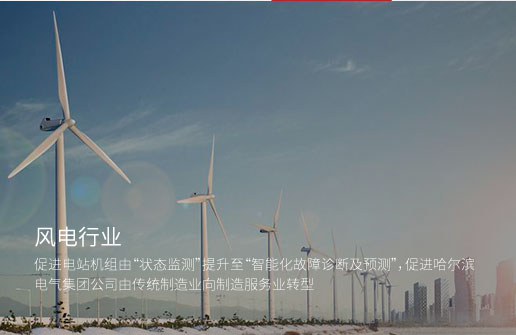 风电行业
促进电站机组由“状态监测”提升至“智能化故障诊断及预测”，促进哈尔滨
电气集团公司由传统制造业向制造服务业转型